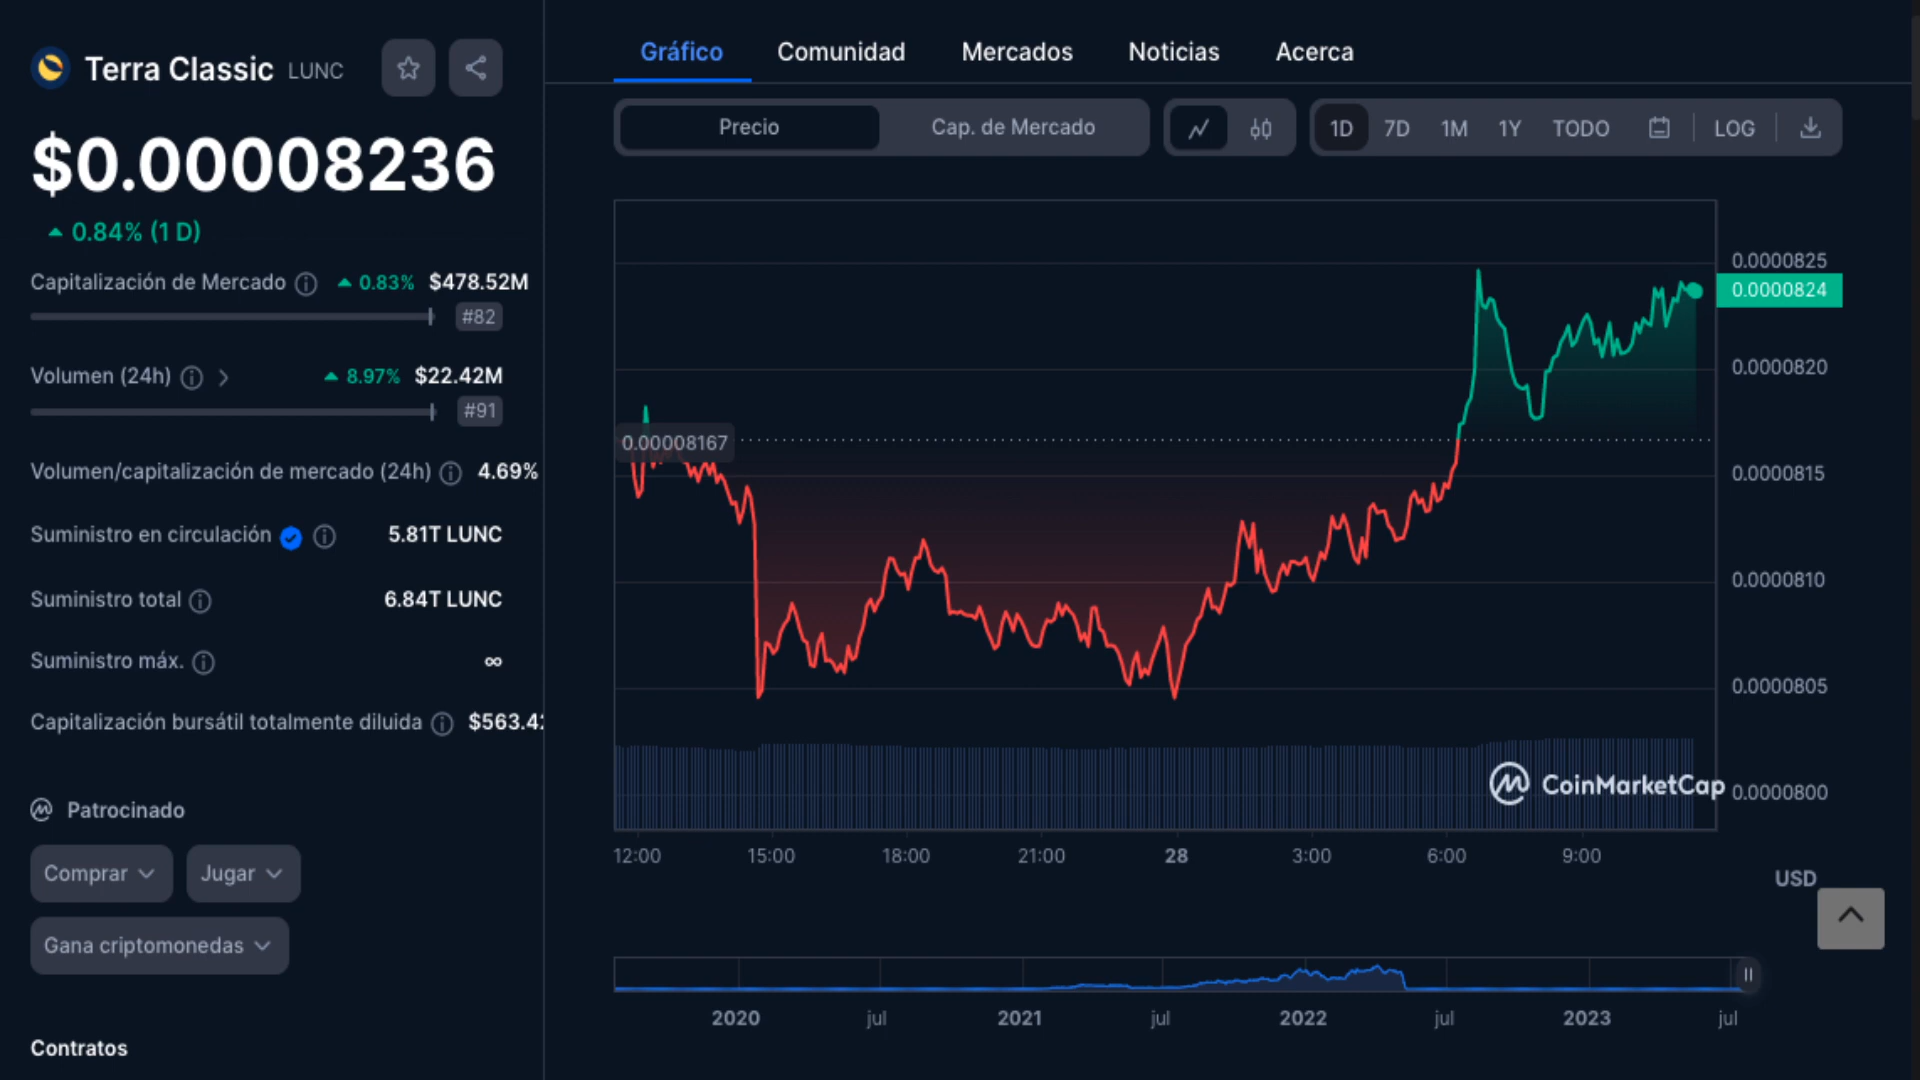 Terra Classic LUNC
$0.00008236
0.84% (1 D)
Capitalización de Mercado 0.83% $478.52M
#82
Volumen (24h) 8.97% $22.42M
#91
Volumen/capitalización de mercado (24h) 4.69%
Suministro en circulación 5.81T LUNC
Suministro total 6.84T LUNC
Suministro máx. ∞
Capitalización bursátil totalmente diluida $563.42
Patrocinado
Comprar Jugar
Gana criptomonedas
Contratos
Gráfico Comunidad Mercados Noticias Acerca
Precio Cap. de Mercado 1D 7D 1M 1Y TODO LOG
0.0000825
0.0000824
0.0000820
0.00008167
0.0000815
0.0000810
0.0000805
CoinMarketCap 0.0000800
12:00 15:00 18:00 21:00 28 3:00 6:00 9:00
USD
2020 jul 2021 jul 2022 jul 2023 jul